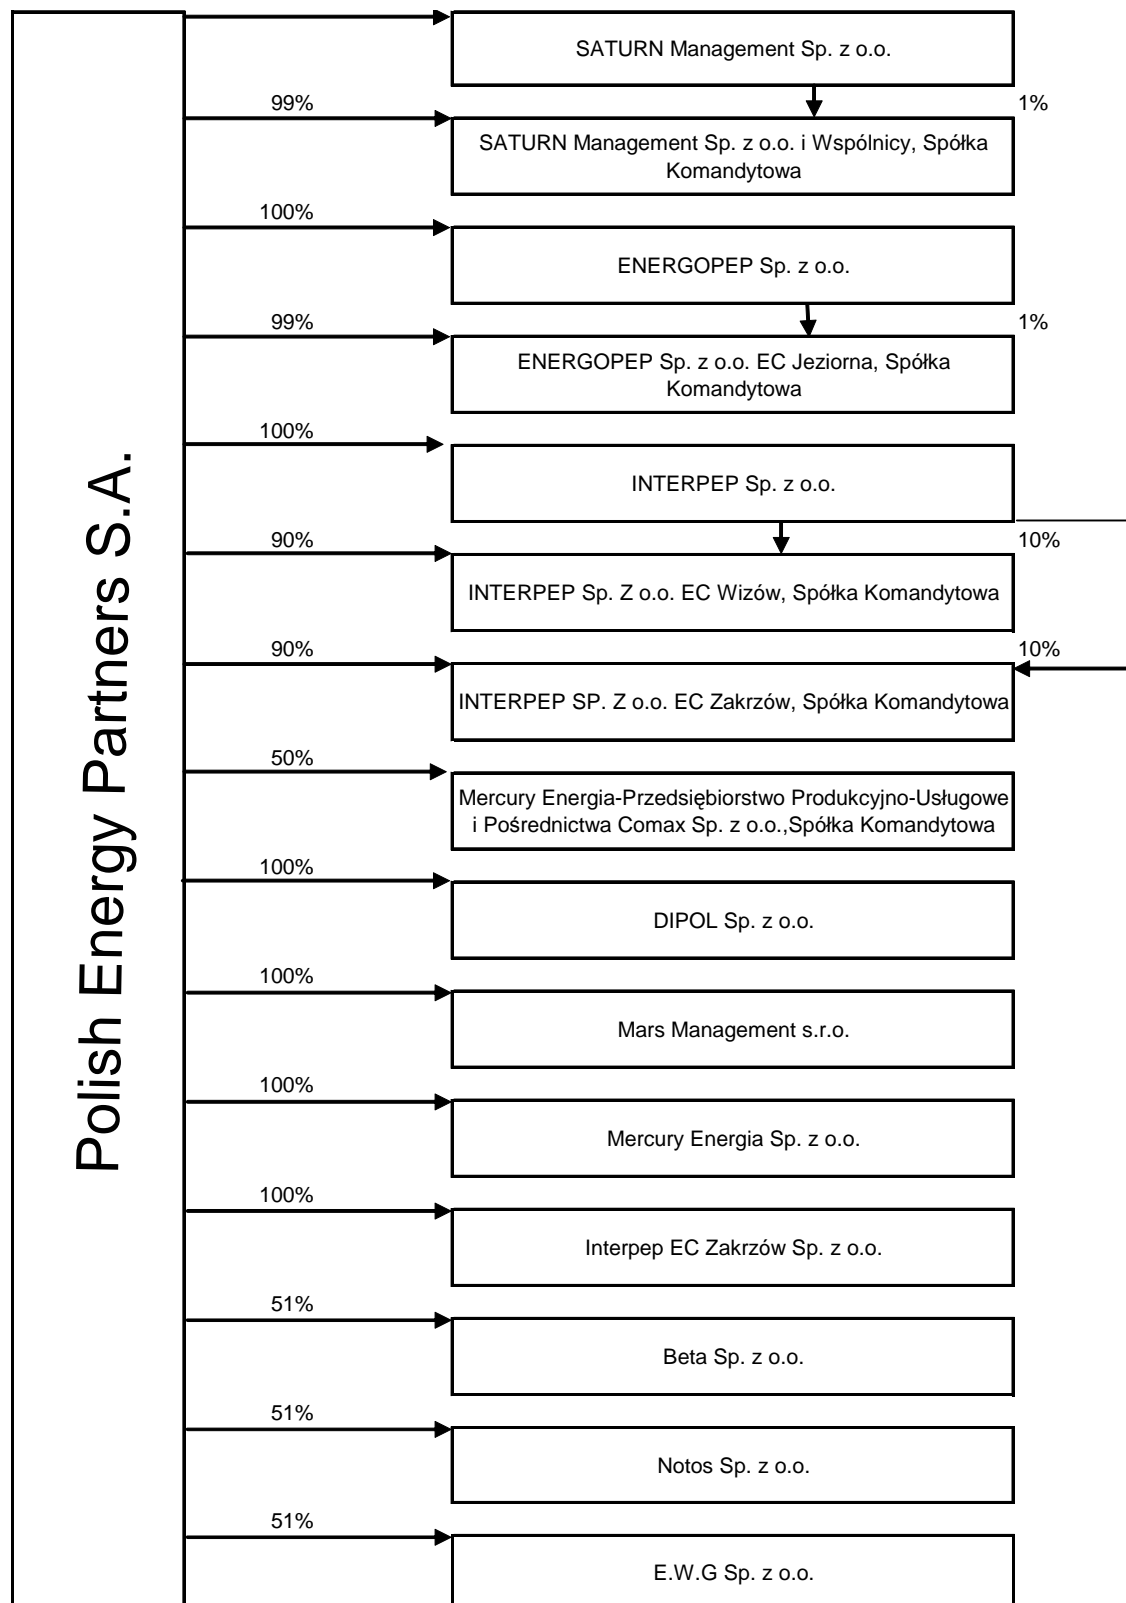 Polish Energy Partners S.A.
SATURN Management Sp. z o.o.
99%
1%
SATURN Management Sp. z o.o. i Wspólnicy, Spółka
Komandytowa
100%
ENERGOPEP Sp. z o.o.
99%
1%
ENERGOPEP Sp. z o.o. EC Jeziorna, Spółka
Komandytowa
100%
INTERPEP Sp. z o.o.
90%
10%
INTERPEP Sp. Z o.o. EC Wizów, Spółka Komandytowa
90%
10%
INTERPEP SP. Z o.o. EC Zakrzów, Spółka Komandytowa
50%
Mercury Energia-Przedsiębiorstwo Produkcyjno-Usługowe
i Pośrednictwa Comax Sp. z o.o.,Spółka Komandytowa
100%
DIPOL Sp. z o.o.
100%
Mars Management s.r.o.
100%
Mercury Energia Sp. z o.o.
100%
Interpep EC Zakrzów Sp. z o.o.
51%
Beta Sp. z o.o.
51%
Notos Sp. z o.o.
51%
E.W.G Sp. z o.o.